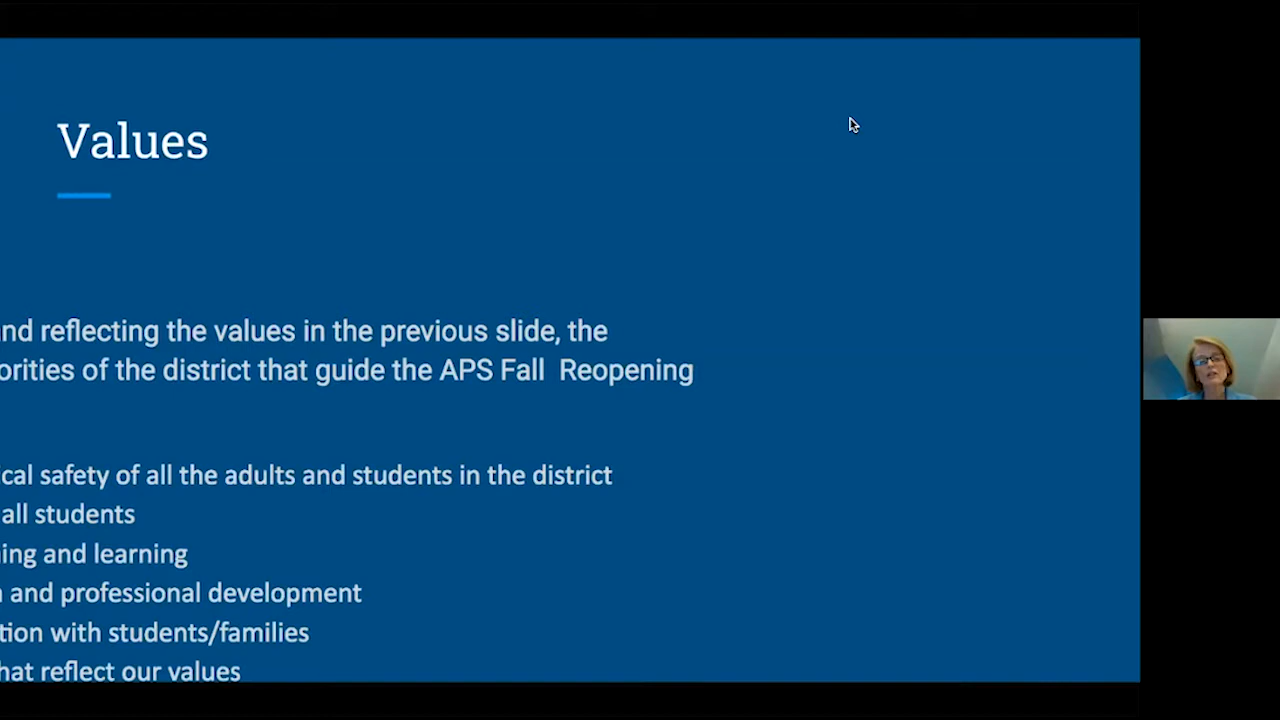 Values
nd reflecting the values in the previous slide, the
orities of the district that guide the APS Fall Reopening
cal safety of all the adults and students in the district
all students
ing and learning
and professional development
tion with students/families
hat reflect our values